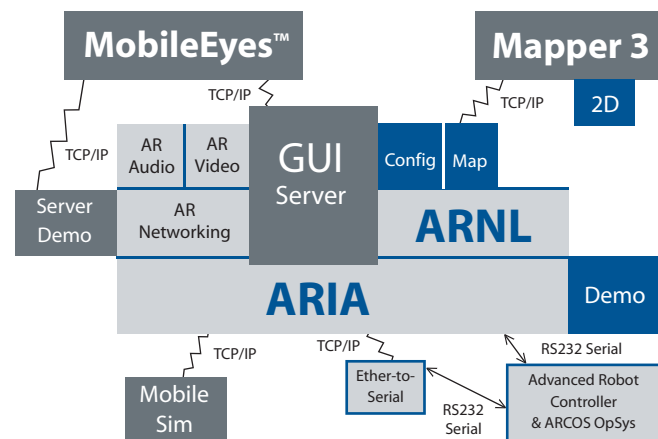 MobileEyes™
Mapper 3
TCP/IP
TCP/IP
2D
TCP/IP
AR
Audio
AR
Video
GUI
Server
Config
Map
Server
Demo
AR
Networking
ARNL
ARIA
Demo
TCP/IP
TCP/IP
RS232 Serial
Mobile
Sim
Ether-to-
Serial
RS232
Serial
Advanced Robot
Controller
& ARCOS OpSys